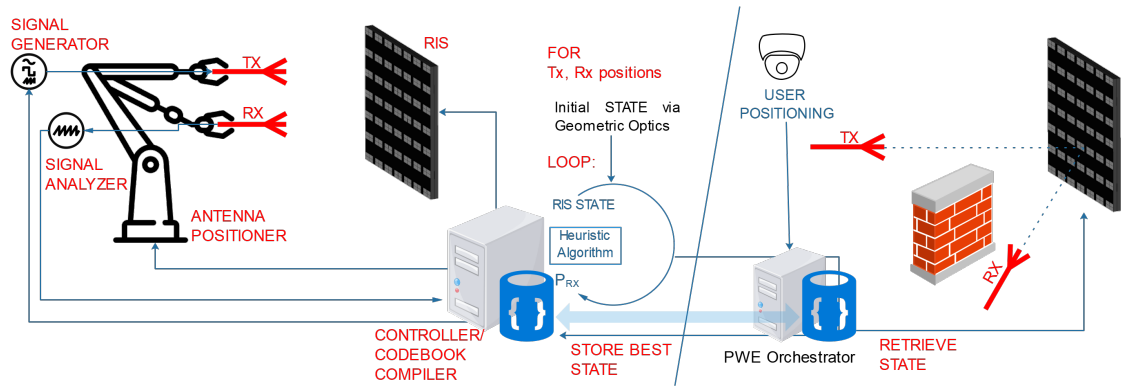 SIGNAL
GENERATOR
TX
RX
SIGNAL
ANALYZER
ANTENNA
POSITIONER
RIS
FOR
Tx, Rx positions
Initial STATE via
Geometric Optics
LOOP:
RIS STATE
Heuristic
Algorithm
PRX
CONTROLLER/
CODEBOOK
COMPILER
STORE BEST
STATE
USER
POSITIONING
TX
RX
PWE Orchestrator
RETRIEVE
STATE